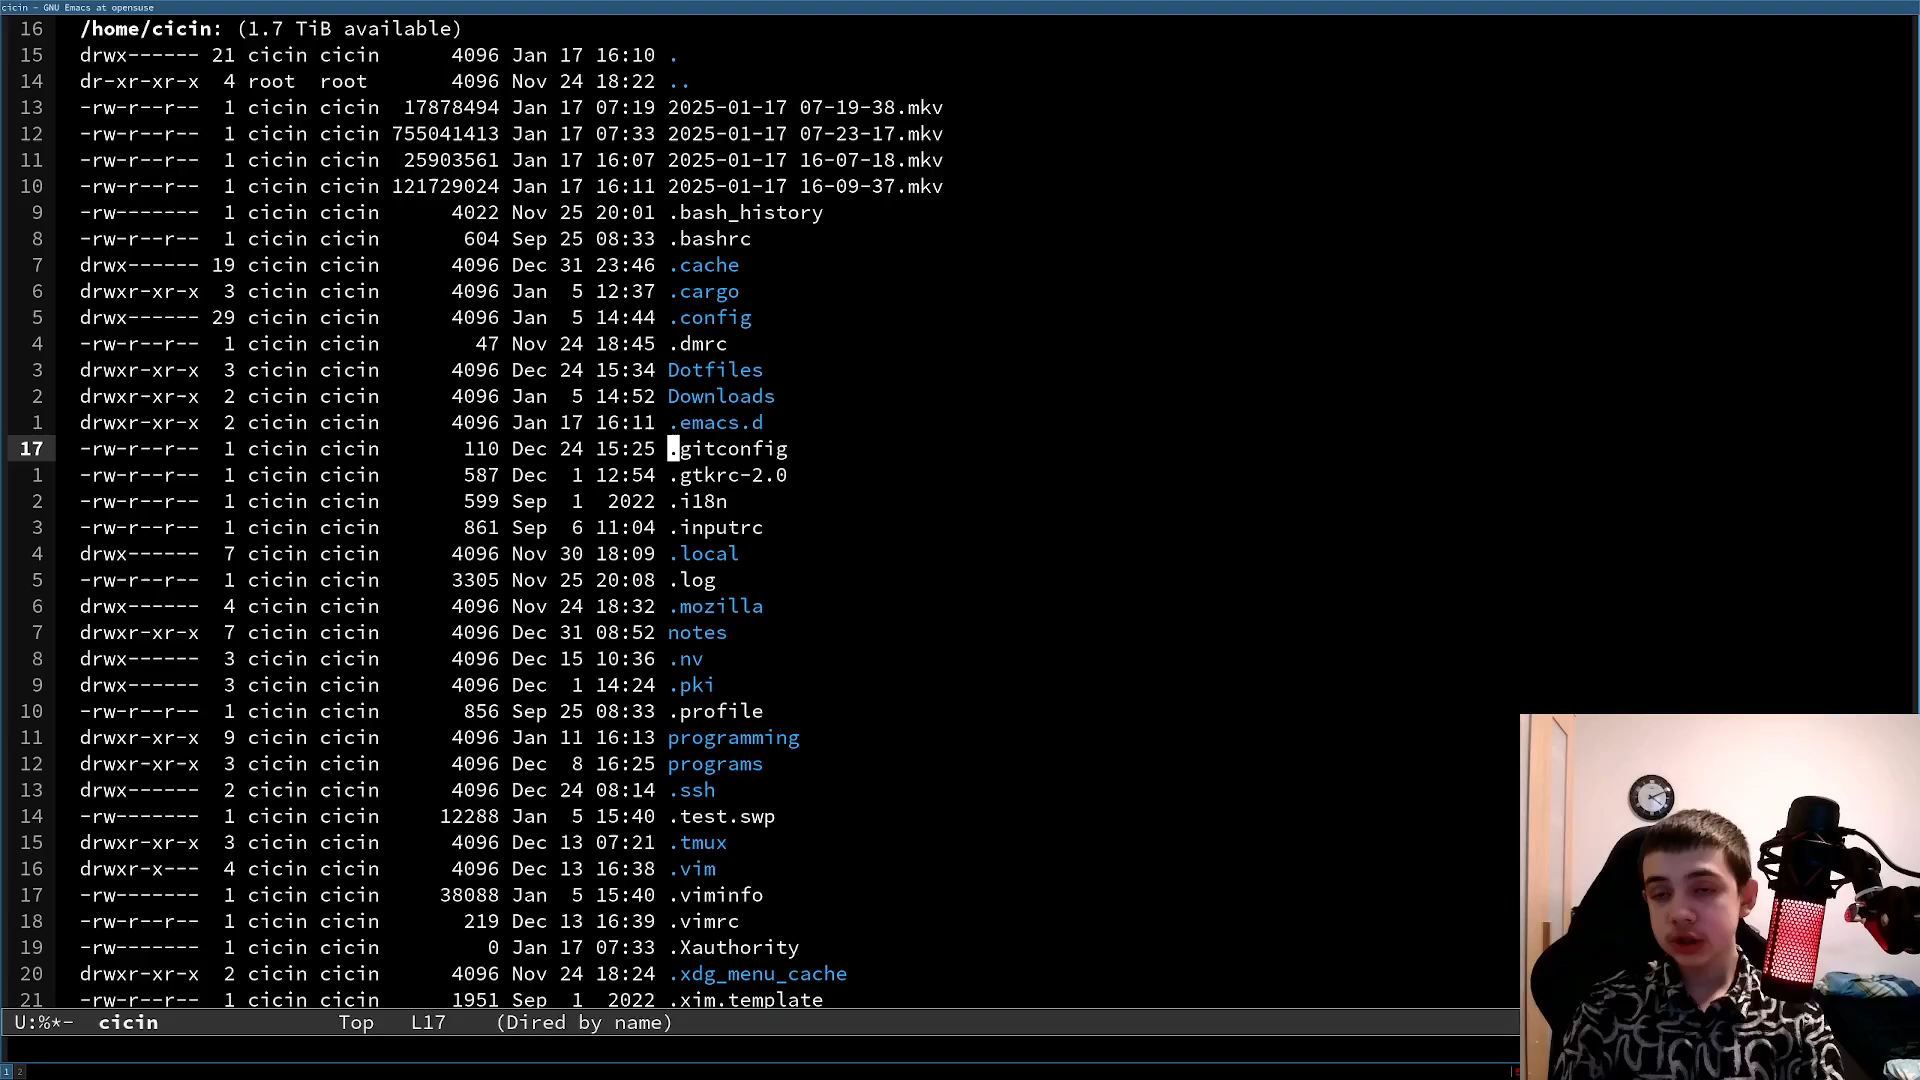 cicin - GNU Emacs at opensuse
16 /home/cicin: (1.7 TiB available)
15 drwx------ 21 cicin cicin 4096 Jan 17 16:10 .
14 dr-xr-xr-x 4 root root 4096 Nov 24 18:22 ..
13 -rw-r--r-- 1 cicin cicin 17878494 Jan 17 07:19 2025-01-17 07-19-38.mkv
12 -rw-r--r-- 1 cicin cicin 755041413 Jan 17 07:33 2025-01-17 07-23-17.mkv
11 -rw-r--r-- 1 cicin cicin 25903561 Jan 17 16:07 2025-01-17 16-07-18.mkv
10 -rw-r--r-- 1 cicin cicin 121729024 Jan 17 16:11 2025-01-17 16-09-37.mkv
9 -rw------- 1 cicin cicin 4022 Nov 25 20:01 .bash_history
8 -rw-r--r-- 1 cicin cicin 604 Sep 25 08:33 .bashrc
7 drwx------ 19 cicin cicin 4096 Dec 31 23:46 .cache
6 drwxr-xr-x 3 cicin cicin 4096 Jan 5 12:37 .cargo
5 drwx------ 29 cicin cicin 4096 Jan 5 14:44 .config
4 -rw-r--r-- 1 cicin cicin 47 Nov 24 18:45 .dmrc
3 drwxr-xr-x 3 cicin cicin 4096 Dec 24 15:34 Dotfiles
2 drwxr-xr-x 2 cicin cicin 4096 Jan 5 14:52 Downloads
1 drwxr-xr-x 2 cicin cicin 4096 Jan 17 16:11 .emacs.d
17 -rw-r--r-- 1 cicin cicin 110 Dec 24 15:25 .gitconfig
1 -rw-r--r-- 1 cicin cicin 587 Dec 1 12:54 .gtkrc-2.0
2 -rw-r--r-- 1 cicin cicin 599 Sep 1 2022 .i18n
3 -rw-r--r-- 1 cicin cicin 861 Sep 6 11:04 .inputrc
4 drwx------ 7 cicin cicin 4096 Nov 30 18:09 .local
5 -rw-r--r-- 1 cicin cicin 3305 Nov 25 20:08 .log
6 drwx------ 4 cicin cicin 4096 Nov 24 18:32 .mozilla
7 drwxr-xr-x 7 cicin cicin 4096 Dec 31 08:52 notes
8 drwx------ 3 cicin cicin 4096 Dec 15 10:36 .nv
9 drwx------ 3 cicin cicin 4096 Dec 1 14:24 .pki
10 -rw-r--r-- 1 cicin cicin 856 Sep 25 08:33 .profile
11 drwxr-xr-x 9 cicin cicin 4096 Jan 11 16:13 programming
12 drwxr-xr-x 3 cicin cicin 4096 Dec 8 16:25 programs
13 drwx------ 2 cicin cicin 4096 Dec 24 08:14 .ssh
14 -rw------- 1 cicin cicin 12288 Jan 5 15:40 .test.swp
15 drwxr-xr-x 3 cicin cicin 4096 Dec 13 07:21 .tmux
16 drwxr-x--- 4 cicin cicin 4096 Dec 13 16:38 .vim
17 -rw------- 1 cicin cicin 38088 Jan 5 15:40 .viminfo
18 -rw-r--r-- 1 cicin cicin 219 Dec 13 16:39 .vimrc
19 -rw------- 1 cicin cicin 0 Jan 17 07:33 .Xauthority
20 drwxr-xr-x 2 cicin cicin 4096 Nov 24 18:24 .xdg_menu_cache
21 -rw-r--r-- 1 cicin cicin 1951 Sep 1 2022 .xim.template
U:%*- cicin Top L17 (Dired by name)
1 2